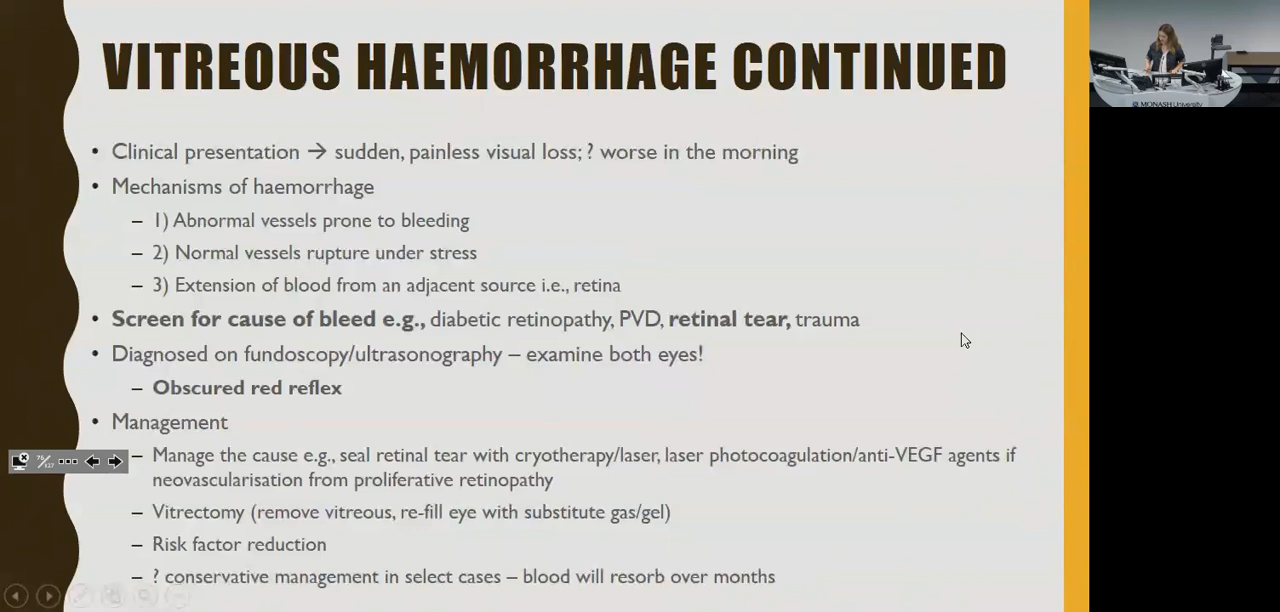 VITREOUS HAEMORRHAGE CONTINUED
MONASH University
• Clinical presentation → sudden, painless visual loss; ? worse in the morning
• Mechanisms of haemorrhage
– 1) Abnormal vessels prone to bleeding
– 2) Normal vessels rupture under stress
– 3) Extension of blood from an adjacent source i.e., retina
• Screen for cause of bleed e.g., diabetic retinopathy, PVD, retinal tear, trauma
• Diagnosed on fundoscopy/ultrasonography – examine both eyes!
– Obscured red reflex
• Management
– Manage the cause e.g., seal retinal tear with cryotherapy/laser, laser photocoagulation/anti-VEGF agents if
neovascularisation from proliferative retinopathy
– Vitrectomy (remove vitreous, re-fill eye with substitute gas/gel)
– Risk factor reduction
– ? conservative management in select cases – blood will resorb over months